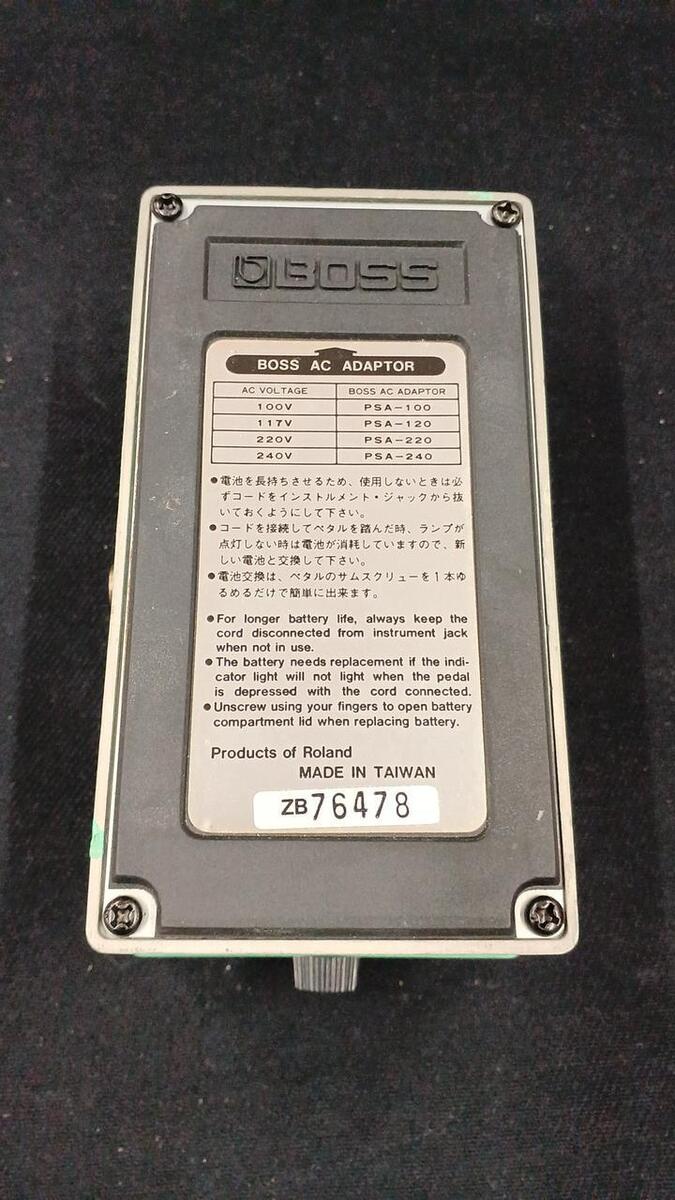 BOSS
BOSS AC ADAPTOR
AC VOLTAGE BOSS AC ADAPTOR
100V PSA-100
117V PSA-120
220V PSA-220
240V PSA-240
●電池を長持ちさせるため、使用しないときは必
ずコードをインストルメント・ジャックから抜
いておくようにして下さい。
●コードを接続してペタルを踏んだ時、ランプが
点灯しない時は電池が消耗していますので、新
しい電池と交換して下さい。
●電池交換は、ペタルのサムスクリューを1本ゆ
るめるだけで簡単に出来ます。
●For longer battery life, always keep the
cord disconnected from instrument jack
when not in use.
●The battery needs replacement if the indi-
cator light will not light when the pedal
is depressed with the cord connected.
●Unscrew using your fingers to open battery
compartment lid when replacing battery.
Products of Roland
MADE IN TAIWAN
ZB76478